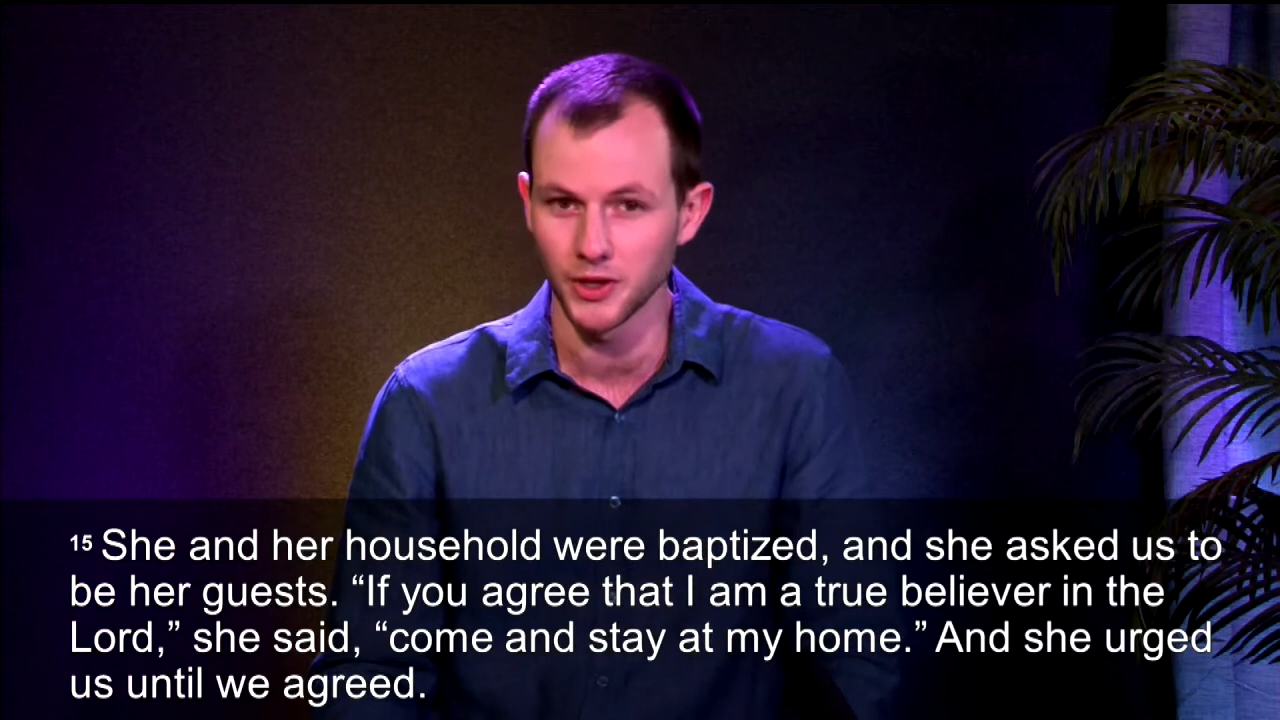 15 She and her household were baptized, and she asked us to
be her guests. “If you agree that I am a true believer in the
Lord,” she said, “come and stay at my home.” And she urged
us until we agreed.